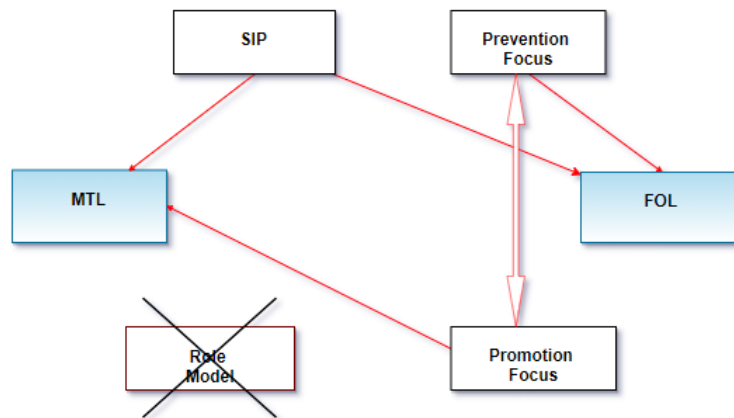 SIP
Prevention
Focus
MTL
FOL
Role
Model
Promotion
Focus